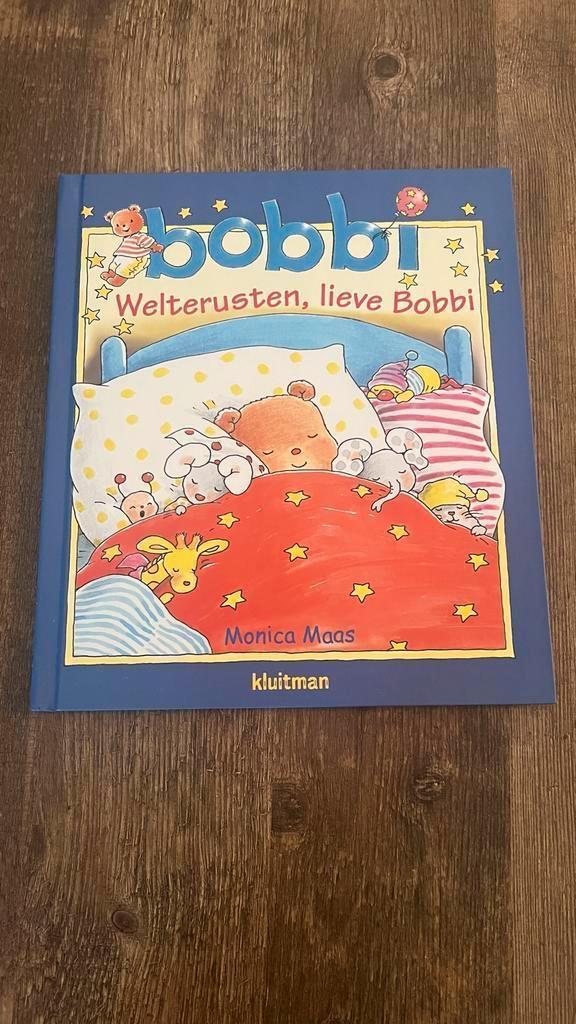 bobbi
Welterusten, lieve Bobbi
Monica Maas
kluitman